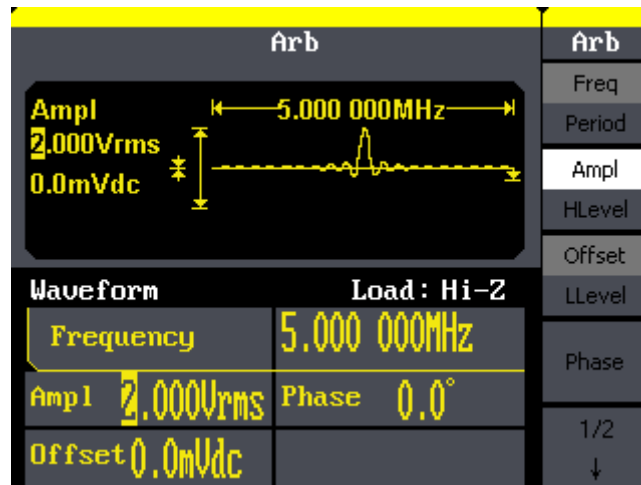 Arb
Ampl
5.000 000MHz
2.000Vrms
0.0mVdc
Waveform Load: Hi-Z
Frequency 5.000 000MHz
Ampl 2.000Vrms Phase 0.0°
Offset 0.0mVdc
Arb
Freq
Period
Ampl
HLevel
Offset
LLevel
Phase
1/2
↓